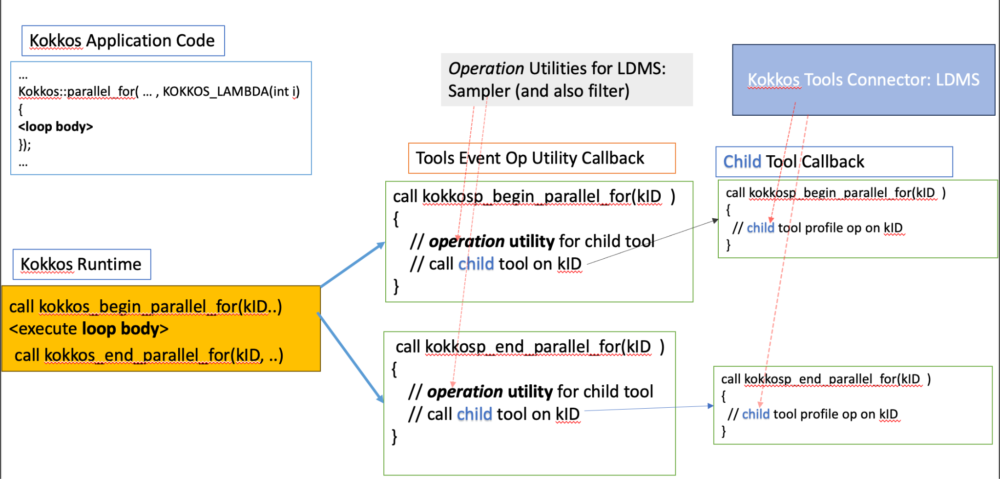 Kokkos Application Code
...
Kokkos::parallel_for( ... , KOKKOS_LAMBDA(int i)
{
<loop body>
});
...
Kokkos Runtime
call kokkos_begin_parallel_for(kID..)
<execute loop body>
call kokkos_end_parallel_for(kID, ..)
Operation Utilities for LDMS:
Sampler (and also filter)
Tools Event Op Utility Callback
call kokkosp_begin_parallel_for(kID )
{
// operation utility for child tool
// call child tool on kID
}
call kokkosp_end_parallel_for(kID )
{
// operation utility for child tool
// call child tool on kID
}
Kokkos Tools Connector: LDMS
Child Tool Callback
call kokkosp_begin_parallel_for(kID )
{
// child tool profile op on kID
}
call kokkosp_end_parallel_for(kID )
{
// child tool profile op on kID
}